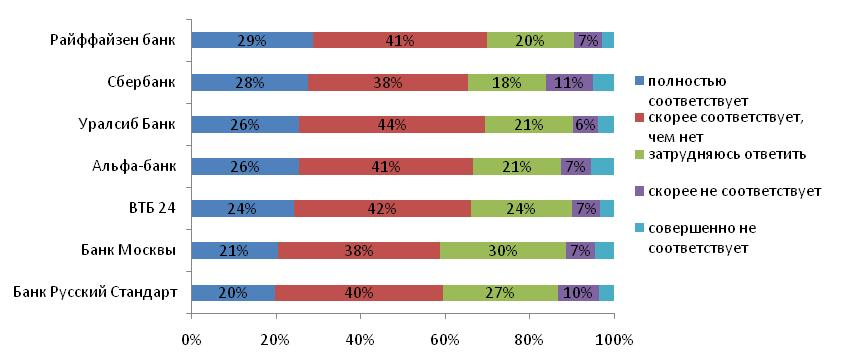 Райффайзен банк 29% 41% 20% 7%
Сбербанк 28% 38% 18% 11%
Уралсиб Банк 26% 44% 21% 6%
Альфа-банк 26% 41% 21% 7%
ВТБ 24 24% 42% 24% 7%
Банк Москвы 21% 38% 30% 7%
Банк Русский Стандарт 20% 40% 27% 10%
0% 20% 40% 60% 80% 100%
полностью
соответствует
скорее соответствует,
чем нет
затрудняюсь ответить
скорее не соответствует
совершенно не
соответствует